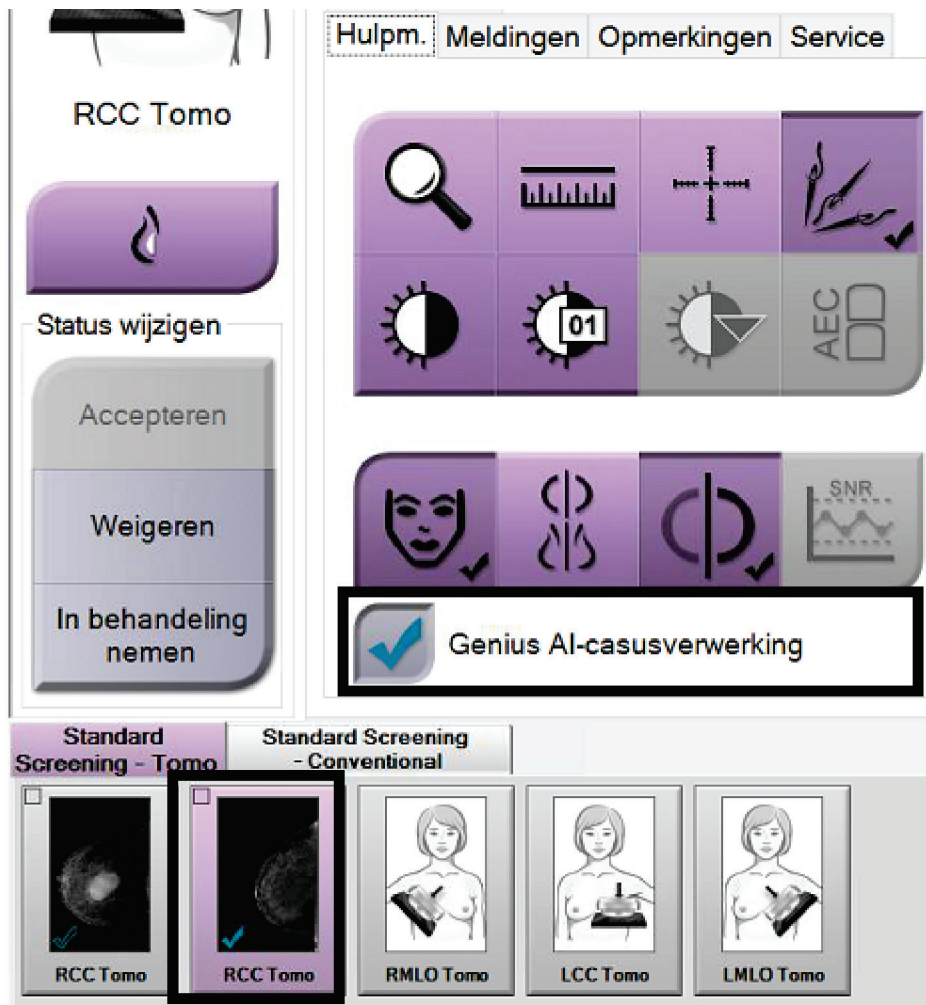 RCC Tomo
Status wijzigen
Accepteren
Weigeren
In behandeling
nemen
Hulpm. Meldingen Opmerkingen Service
01
AEC
SNR
Genius AI-casusverwerking
Standard
Screening - Tomo
Standard Screening
- Conventional
RCC Tomo
RCC Tomo
RMLO Tomo
LCC Tomo
LMLO Tomo